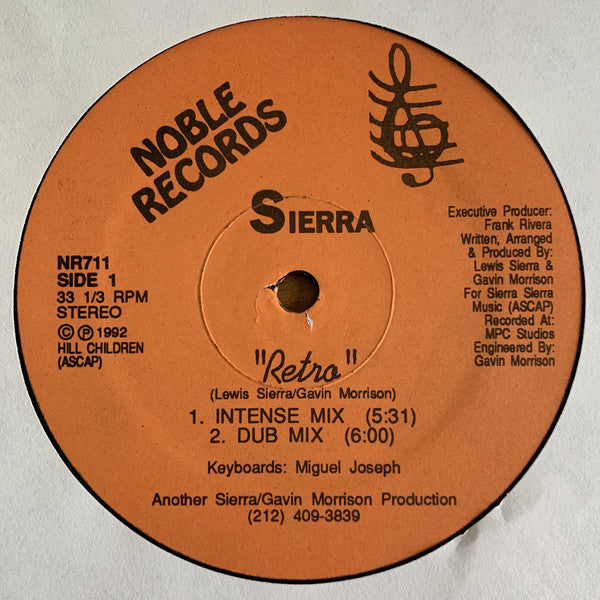 NOBLE
RECORDS
SIERRA
NR711
SIDE 1
33 1/3 RPM
STEREO
© ℗ 1992
HILL CHILDREN
(ASCAP)
Executive Producer:
Frank Rivera
Written, Arranged
& Produced By:
Lewis Sierra &
Gavin Morrison
For Sierra Sierra
Music (ASCAP)
Recorded At:
MPC Studios
Engineered By:
Gavin Morrison
"Retro"
(Lewis Sierra/Gavin Morrison)
1. INTENSE MIX (5:31)
2. DUB MIX (6:00)
Keyboards: Miguel Joseph
Another Sierra/Gavin Morrison Production
(212) 409-3839